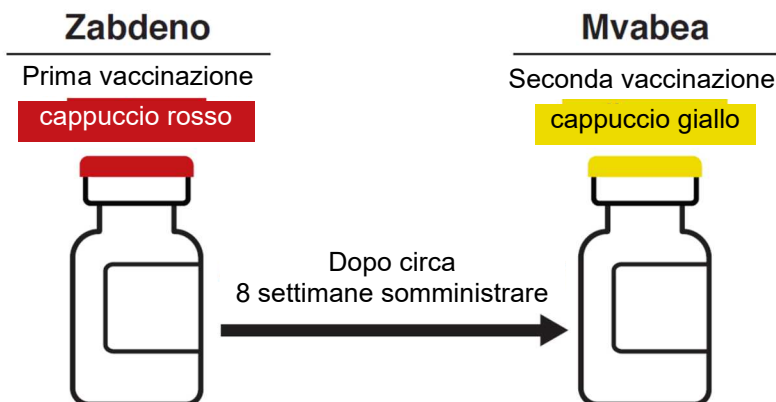 Zabdeno
Prima vaccinazione
cappuccio rosso
Mvabea
Seconda vaccinazione
cappuccio giallo
Dopo circa
8 settimane somministrare